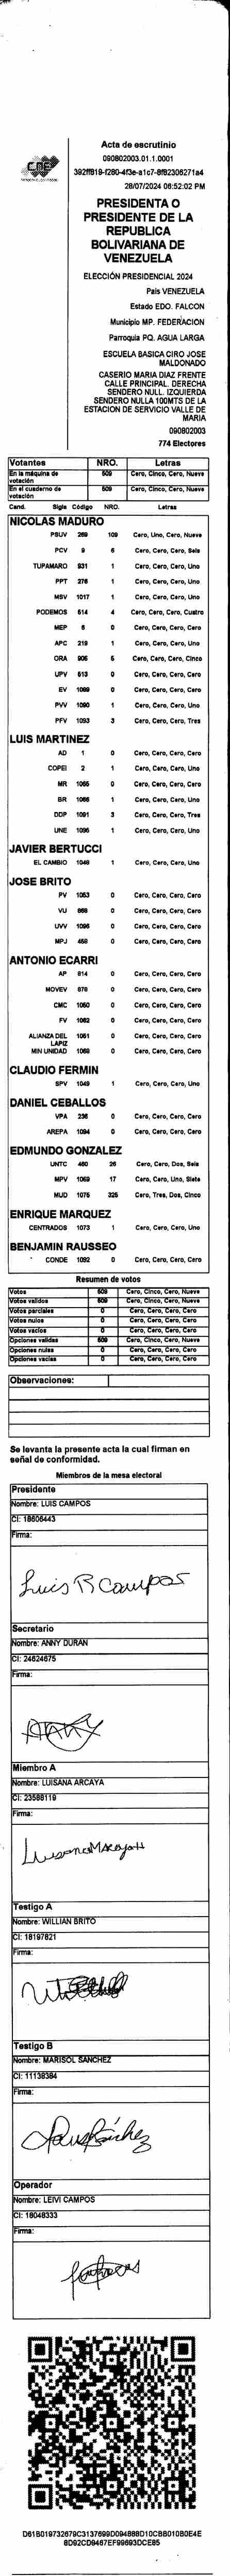 Acta de escrutinio
090802003.01.1.0001
28/07/2024 06:52:02 PM
PRESIDENTA O
PRESIDENTE DE LA
REPUBLICA
BOLIVARIANA DE
VENEZUELA
ELECCIÓN PRESIDENCIAL 2024
País VENEZUELA
Estado EDO. FALCON
Municipio MP. FEDERACION
Parroquia PQ. AGUA LARGA
ESCUELA BASICA CIRO JOSE
MALDONADO
CASERIO MARIA DIAZ FRENTE
CALLE PRINCIPAL. DERECHA
SENDERO NULL. IZQUIERDA
SENDERO NULLA 100MTS DE LA
ESTACION DE SERVICIO VALLE DE
MARIA
090802003
774 Electores
Votantes NRO. Letras
En la máquina de votación 509 Cero, Cinco, Cero, Nueve
En el cuaderno de votación 509 Cero, Cinco, Cero, Nueve
Cand. Sigla Código NRO. Letras
NICOLAS MADURO
PSUV 269 109 Cero, Uno, Cero, Nueve
PCV 9 6 Cero, Cero, Cero, Seis
TUPAMARO 931 1 Cero, Cero, Cero, Uno
PPT 276 1 Cero, Cero, Cero, Uno
MSV 1017 1 Cero, Cero, Cero, Uno
PODEMOS 614 4 Cero, Cero, Cero, Cuatro
MEP 6 0 Cero, Cero, Cero, Cero
APC 219 1 Cero, Cero, Cero, Uno
ORA 906 5 Cero, Cero, Cero, Cinco
UPV 513 0 Cero, Cero, Cero, Cero
EV 1089 0 Cero, Cero, Cero, Cero
PVV 1090 1 Cero, Cero, Cero, Uno
PFV 1093 3 Cero, Cero, Cero, Tres
LUIS MARTINEZ
AD 1 0 Cero, Cero, Cero, Cero
COPEI 2 1 Cero, Cero, Cero, Uno
MR 1065 0 Cero, Cero, Cero, Cero
BR 1066 1 Cero, Cero, Cero, Uno
DDP 1091 3 Cero, Cero, Cero, Tres
UNE 1096 1 Cero, Cero, Cero, Uno
JAVIER BERTUCCI
EL CAMBIO 1048 1 Cero, Cero, Cero, Uno
JOSE BRITO
PV 1053 0 Cero, Cero, Cero, Cero
VU 868 0 Cero, Cero, Cero, Cero
UVV 1095 0 Cero, Cero, Cero, Cero
MPJ 458 0 Cero, Cero, Cero, Cero
ANTONIO ECARRI
AP 814 0 Cero, Cero, Cero, Cero
MOVEV 878 0 Cero, Cero, Cero, Cero
CMC 1050 0 Cero, Cero, Cero, Cero
FV 1062 0 Cero, Cero, Cero, Cero
ALIANZA DEL LAPIZ 1051 0 Cero, Cero, Cero, Cero
MIN UNIDAD 1068 0 Cero, Cero, Cero, Cero
CLAUDIO FERMIN
SPV 1049 1 Cero, Cero, Cero, Uno
DANIEL CEBALLOS
VPA 236 0 Cero, Cero, Cero, Cero
AREPA 1094 0 Cero, Cero, Cero, Cero
EDMUNDO GONZALEZ
UNTC 460 26 Cero, Cero, Dos, Seis
MPV 1069 17 Cero, Cero, Uno, Siete
MUD 1075 325 Cero, Tres, Dos, Cinco
ENRIQUE MARQUEZ
CENTRADOS 1073 1 Cero, Cero, Cero, Uno
BENJAMIN RAUSSEO
CONDE 1092 0 Cero, Cero, Cero, Cero
Resumen de votos
Votos 509 Cero, Cinco, Cero, Nueve
Votos validos 509 Cero, Cinco, Cero, Nueve
Votos parciales 0 Cero, Cero, Cero, Cero
Votos nulos 0 Cero, Cero, Cero, Cero
Votos vacios 0 Cero, Cero, Cero, Cero
Opciones validas 509 Cero, Cinco, Cero, Nueve
Opciones nulas 0 Cero, Cero, Cero, Cero
Opciones vacias 0 Cero, Cero, Cero, Cero
Observaciones:
Se levanta la presente acta la cual firman en
señal de conformidad.
Miembros de la mesa electoral
Presidente
Nombre: LUIS CAMPOS
CI: 18606443
Firma:
Luis R Campos
Secretario
Nombre: ANNY DURAN
CI: 24624675
Firma:
Miembro A
Nombre: LUISANA ARCAYA
CI: 23588119
Firma:
Testigo A
Nombre: WILLIAN BRITO
CI: 18197821
Firma:
Testigo B
Nombre: MARISOL SANCHEZ
CI: 11138384
Firma:
Operador
Nombre: LEIVI CAMPOS
CI: 18048333
Firma: